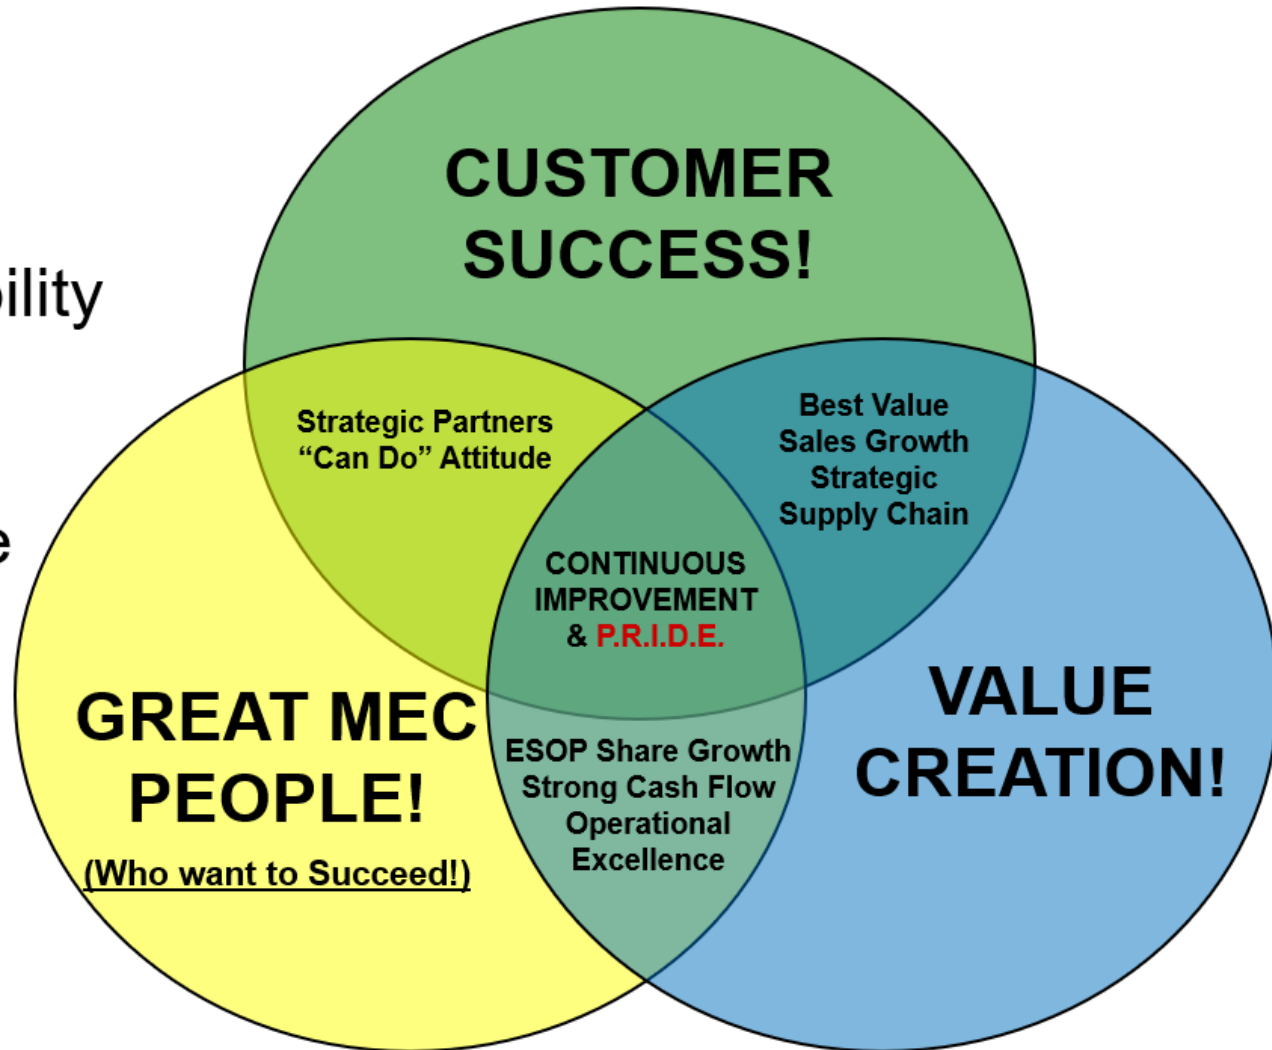 CUSTOMER
SUCCESS!
ility
Strategic Partners
“Can Do” Attitude
Best Value
Sales Growth
Strategic
Supply Chain
e
CONTINUOUS
IMPROVEMENT
& P.R.I.D.E.
GREAT MEC
PEOPLE!
(Who want to Succeed!)
VALUE
CREATION!
ESOP Share Growth
Strong Cash Flow
Operational
Excellence